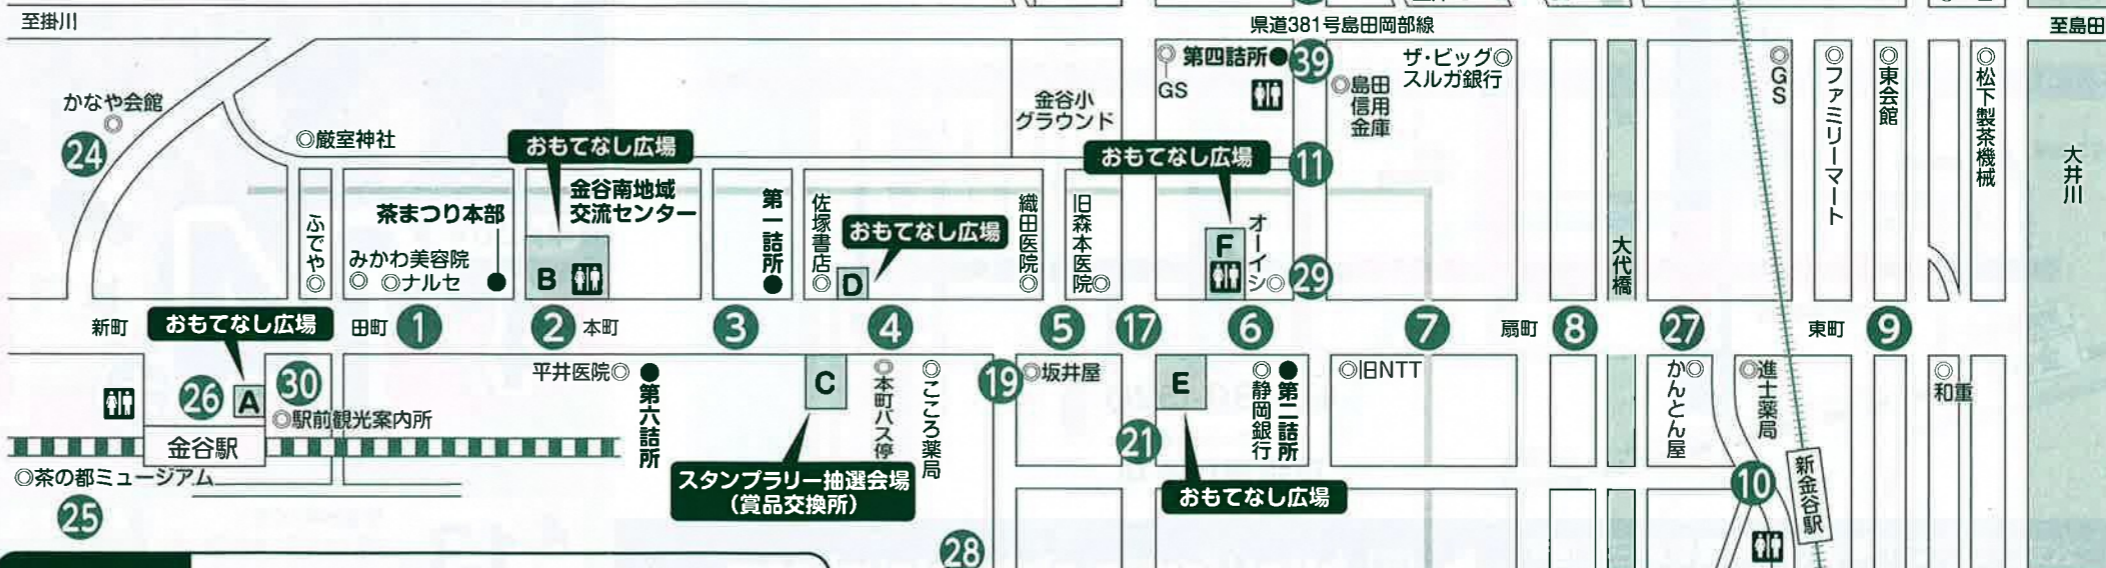 至掛川
県道381号島田岡部線
至島田
かなや会館
24
厳室神社
おもてなし広場
金谷小
グラウンド
GS
第四詰所
39
島田
信用
金庫
ザ・ビッグ
スルガ銀行
GS
ファミリーマート
東会館
松下製茶機械
大井川
おもてなし広場
11
ふでや
茶まつり本部
みかわ美容院
ナルセ
金谷南地域
交流センター
B
第一詰所
佐塚書店
おもてなし広場
D
織田医院
旧森本医院
F
オーイシ
29
大代橋
新町
おもてなし広場
田町
1
2
本町
3
4
5
17
6
7
扇町
8
27
東町
9
26
A
30
駅前観光案内所
金谷駅
茶の都ミュージアム
25
平井医院
第六詰所
C
スタンプラリー抽選会場
（賞品交換所）
本町バス停
こころ薬局
19
坂井屋
21
E
おもてなし広場
静岡銀行
第二詰所
旧NTT
かんとん屋
進士薬局
10
新金谷駅
和重
28